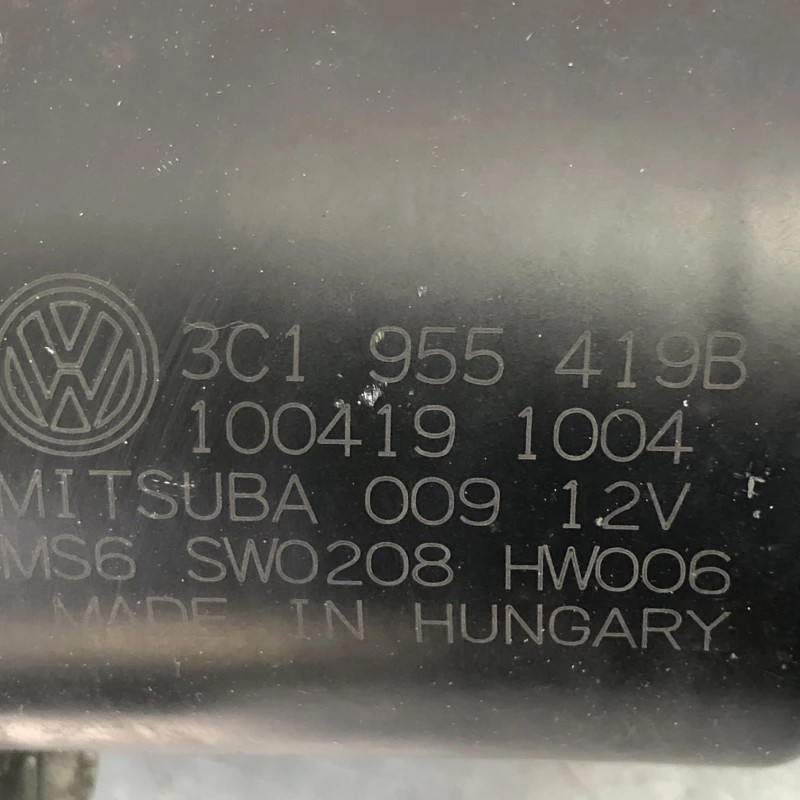 3C1 955 419B
100419 1004
MITSUBA 009 12V
MS6 SW0208 HW006
MADE IN HUNGARY